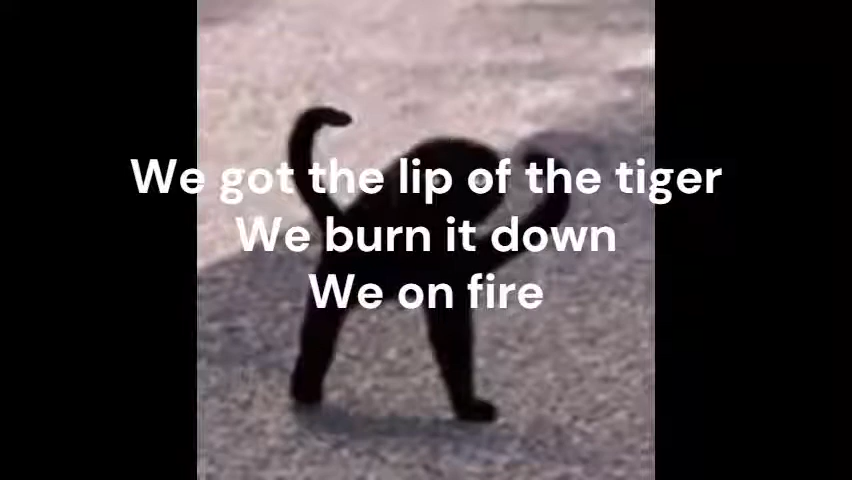 We got the lip of the tiger
We burn it down
We on fire